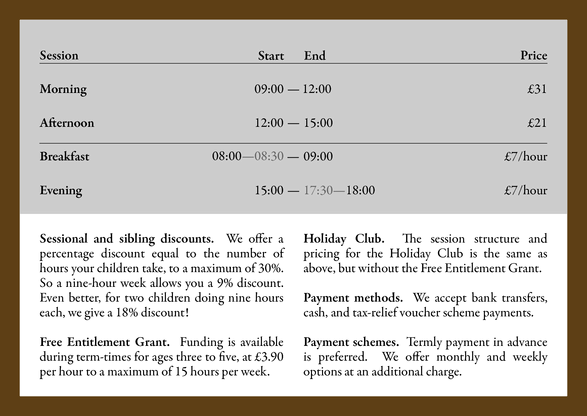 Session Start End Price
Morning 09:00 — 12:00 £31
Afternoon 12:00 — 15:00 £21
Breakfast 08:00—08:30 — 09:00 £7/hour
Evening 15:00 — 17:30—18:00 £7/hour
Sessional and sibling discounts. We offer a
percentage discount equal to the number of
hours your children take, to a maximum of 30%.
So a nine-hour week allows you a 9% discount.
Even better, for two children doing nine hours
each, we give a 18% discount!
Free Entitlement Grant. Funding is available
during term-times for ages three to five, at £3.90
per hour to a maximum of 15 hours per week.
Holiday Club. The session structure and
pricing for the Holiday Club is the same as
above, but without the Free Entitlement Grant.
Payment methods. We accept bank transfers,
cash, and tax-relief voucher scheme payments.
Payment schemes. Termly payment in advance
is preferred. We offer monthly and weekly
options at an additional charge.